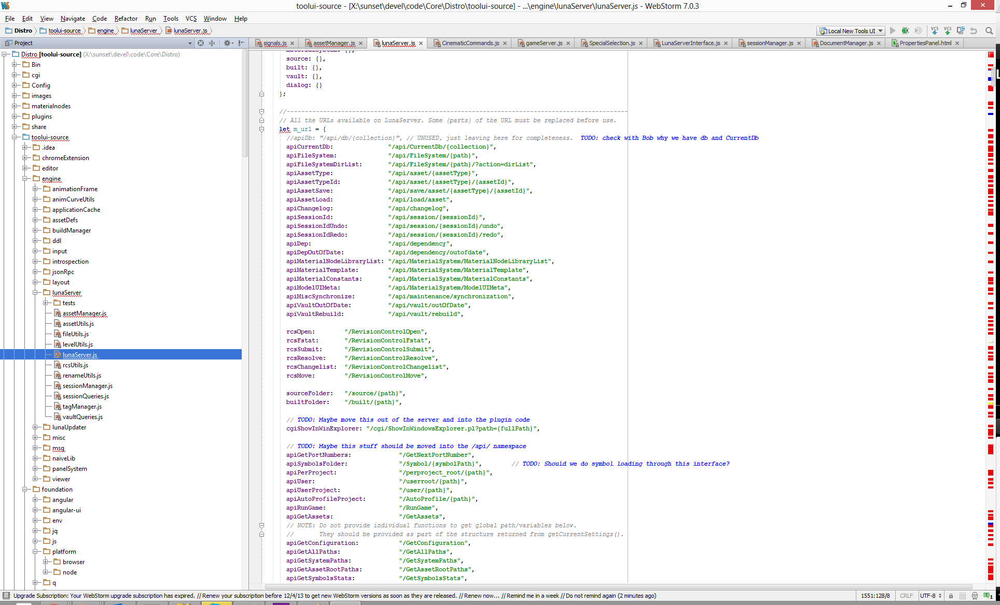 toolui-source - [X:\sunset\devel\code\Core\Distro\toolui-source] - ...\engine\lunaServer\lunaServer.js - WebStorm 7.0.3
File Edit View Navigate Code Refactor Run Tools VCS Window Help
Distro toolui-source engine lunaServer lunaServer.js
Local New Tools UI VCS VCS
Project
signals.js assetManager.js lunaServer.js CinematicCommands.js gameServer.js SpecialSelection.js LunaServerInterface.js sessionManager.js DocumentManager.js PropertiesPanel.html
Distro [toolui-source] (X:\sunset\devel\code\Core\Distro)
Bin
cgi
Config
images
materialnodes
plugins
share
toolui-source
.idea
chromeExtension
editor
engine
animationFrame
animCurveUtils
applicationCache
assetDefs
buildManager
ddl
input
introspection
jsonRpc
layout
lunaServer
tests
assetManager.js
assetUtils.js
fileUtils.js
levelUtils.js
lunaServer.js
rcsUtils.js
renameUtils.js
sessionManager.js
sessionQueries.js
tagManager.js
vaultQueries.js
lunaUpdater
misc
msg
naiveLib
panelSystem
viewer
foundation
angular
angular-ui
env
jq
js
platform
browser
node
q
materialSystem: {},
source: {},
built: {},
vault: {},
dialog: {}
};
//----------------------------------------------------------------------------------------------
// All the URLs available on LunaServer. Some {parts} of the URL must be replaced before use.
let m_url = {
//apiDb: "/api/db/{collection}", // UNUSED, just leaving here for completeness.  TODO: check with Bob why we have db and CurrentDb
apiCurrentDb: "/api/CurrentDb/{collection}",
apiFileSystem: "/api/FileSystem/{path}",
apiFileSystemDirList: "/api/FileSystem/{path}/?action=dirList",
apiAssetType: "/api/asset/{assetType}",
apiAssetTypeId: "/api/asset/{assetType}/{assetId}",
apiAssetSave: "/api/save/asset/{assetType}/{assetId}",
apiAssetLoad: "/api/load/asset",
apiChangelog: "/api/changelog",
apiSessionId: "/api/session/{sessionId}",
apiSessionIdUndo: "/api/session/{sessionId}/undo",
apiSessionIdRedo: "/api/session/{sessionId}/redo",
apiDep: "/api/dependency",
apiDepOutOfDate: "/api/dependency/outofdate",
apiMaterialNodeLibraryList: "/api/MaterialSystem/MaterialNodeLibraryList",
apiMaterialTemplate: "/api/MaterialSystem/MaterialTemplate",
apiMaterialConstants: "/api/MaterialSystem/MaterialConstants",
apiModelUIMeta: "/api/MaterialSystem/ModelUIMeta",
apiMiscSynchronize: "/api/maintenance/synchronization",
apiVaultOutOfDate: "/api/vault/outOfDate",
apiVaultRebuild: "/api/vault/rebuild",
rcsOpen: "/RevisionControlOpen",
rcsFstat: "/RevisionControlFstat",
rcsSubmit: "/RevisionControlSubmit",
rcsResolve: "/RevisionControlResolve",
rcsChangelist: "/RevisionControlChangelist",
rcsMove: "/RevisionControlMove",
sourceFolder: "/source/{path}",
builtFolder: "/built/{path}",
// TODO: Maybe move this out of the server and into the plugin code
cgiShowInWinExplorer: "/cgi/ShowInWindowsExplorer.pl?path={fullPath}",
// TODO: Maybe this stuff should be moved into the /api/ namespace
apiGetPortNumbers: "/GetNextPortNumber",
apiSymbolsFolder: "/Symbol/{symbolPath}", // TODO: Should we do symbol loading through this interface?
apiPerProject: "/perproject_root/{path}",
apiUser: "/userroot/{path}",
apiUserProject: "/user/{path}",
apiAutoProfileProject: "/AutoProfile/{path}",
apiRunGame: "/RunGame",
apiGetAssets: "/GetAssets",
// NOTE: Do not provide individual functions to get global path/variables below.
// They should be provided as part of the structure returned from getCurrentSettings().
apiGetConfiguration: "/GetConfiguration",
apiGetAllPaths: "/GetAllPaths",
apiGetSystemPaths: "/GetSystemPaths",
apiGetAssetRootPaths: "/GetAssetRootPaths",
apiGetSymbolsStats: "/GetSymbolsStats",
Upgrade Subscription: Your WebStorm upgrade subscription has expired. // Renew your subscription before 12/4/13 to get new WebStorm versions as soon as they are released. // Renew now... // Remind me in a week // Do not remind again (2 minutes ago) 1551:128/8 CRLF UTF-8 1